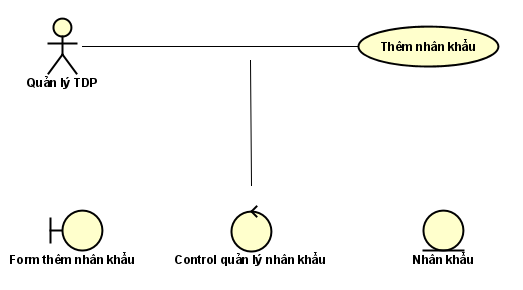 Thêm nhân khẩu
Quản lý TDP
Form thêm nhân khẩu
Control quản lý nhân khẩu
Nhân khẩu